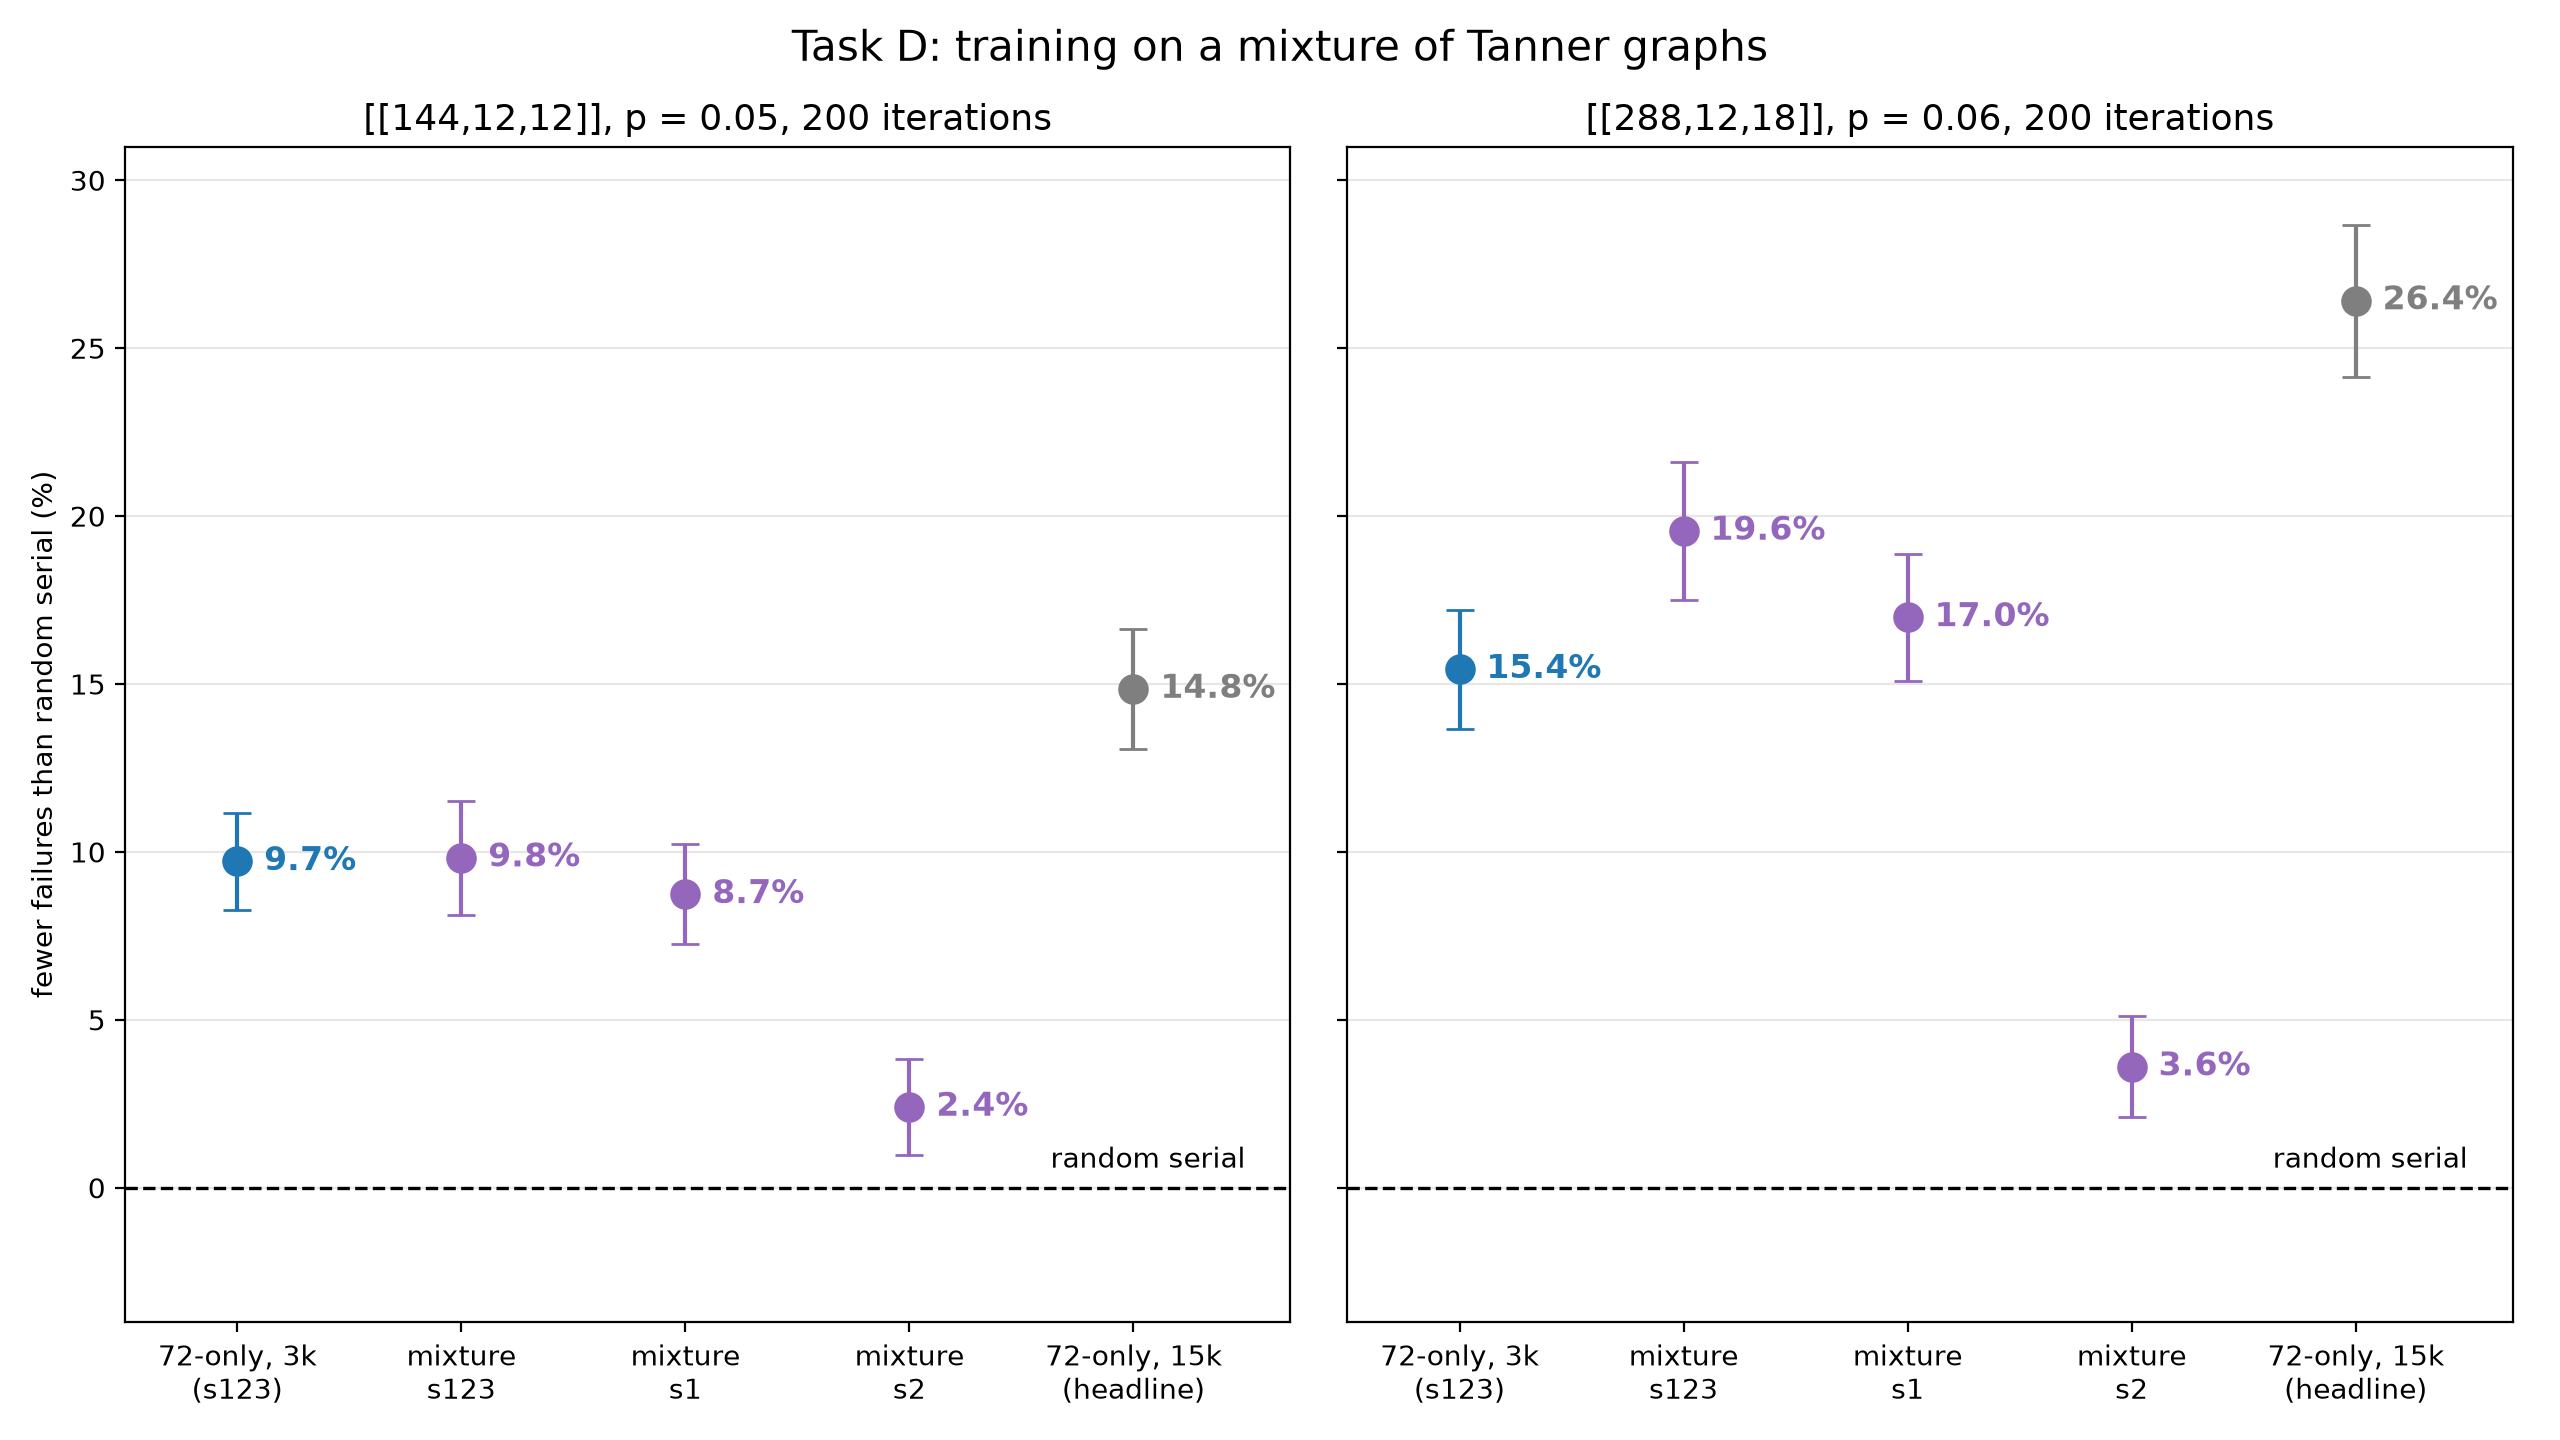 Task D: training on a mixture of Tanner graphs
[[144,12,12]], p = 0.05, 200 iterations
fewer failures than random serial (%)
30
25
20
15
10
5
0
9.7%
9.8%
8.7%
2.4%
14.8%
random serial
72-only, 3k
(s123)
mixture
s123
mixture
s1
mixture
s2
72-only, 15k
(headline)
[[288,12,18]], p = 0.06, 200 iterations
15.4%
19.6%
17.0%
3.6%
26.4%
random serial
72-only, 3k
(s123)
mixture
s123
mixture
s1
mixture
s2
72-only, 15k
(headline)